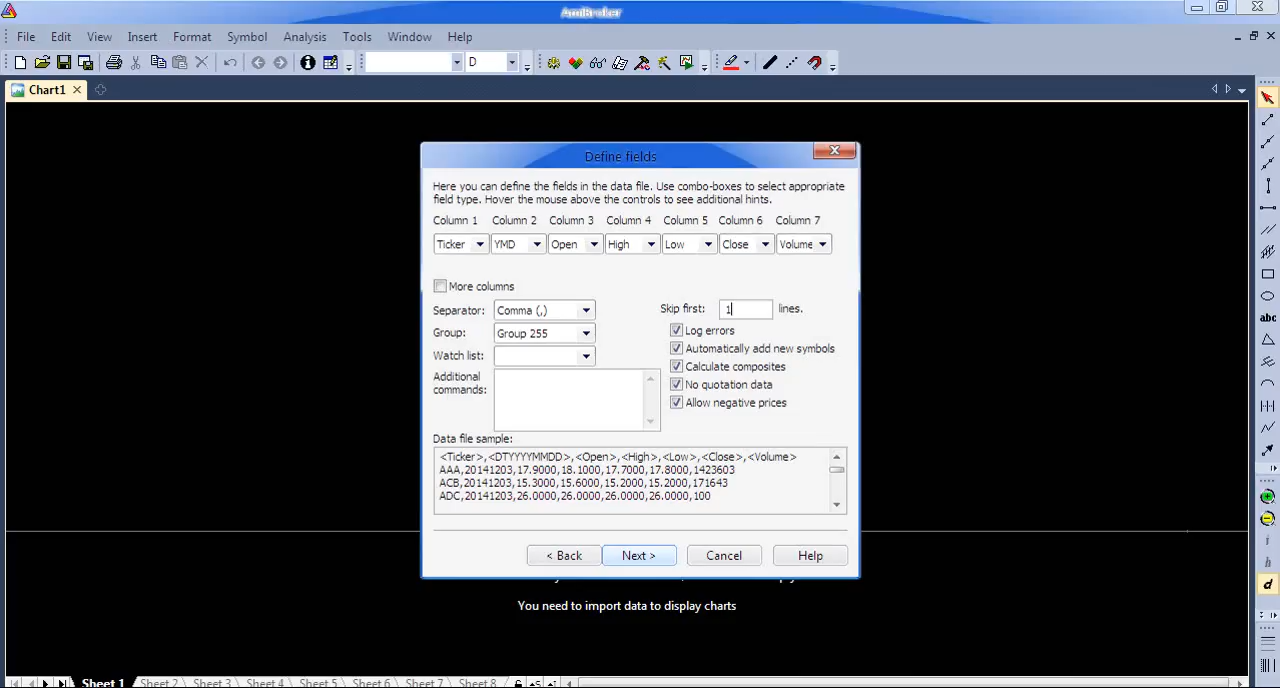 AmiBroker
File Edit View Insert Format Symbol Analysis Tools Window Help
D
Chart1
abc
Define fields
Here you can define the fields in the data file. Use combo-boxes to select appropriate
field type. Hover the mouse above the controls to see additional hints.
Column 1 Column 2 Column 3 Column 4 Column 5 Column 6 Column 7
Ticker YMD Open High Low Close Volume
More columns
Separator: Comma (,)
Skip first: 1 lines.
Group: Group 255
Log errors
Watch list:
Automatically add new symbols
Additional
commands:
Calculate composites
No quotation data
Allow negative prices
Data file sample:
<Ticker>,<DTYYYYMMDD>,<Open>,<High>,<Low>,<Close>,<Volume>
AAA,20141203,17.9000,18.1000,17.7000,17.8000,1423603
ACB,20141203,15.3000,15.6000,15.2000,15.2000,171643
ADC,20141203,26.0000,26.0000,26.0000,26.0000,100
< Back Next > Cancel Help
You need to import data to display charts
i
h
d
Sheet 1 Sheet 2 Sheet 3 Sheet 4 Sheet 5 Sheet 6 Sheet 7 Sheet 8